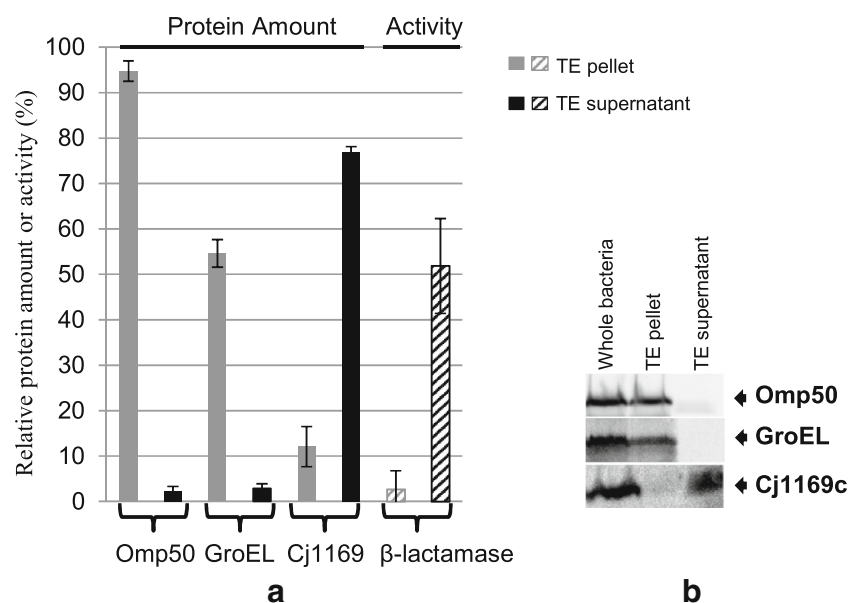 Protein Amount Activity
Relative protein amount or activity (%)
100
90
80
70
60
50
40
30
20
10
0
Omp50 GroEL Cj1169 β-lactamase
a
TE pellet
TE supernatant
Whole bacteria
TE pellet
TE supernatant
Omp50
GroEL
Cj1169c
b